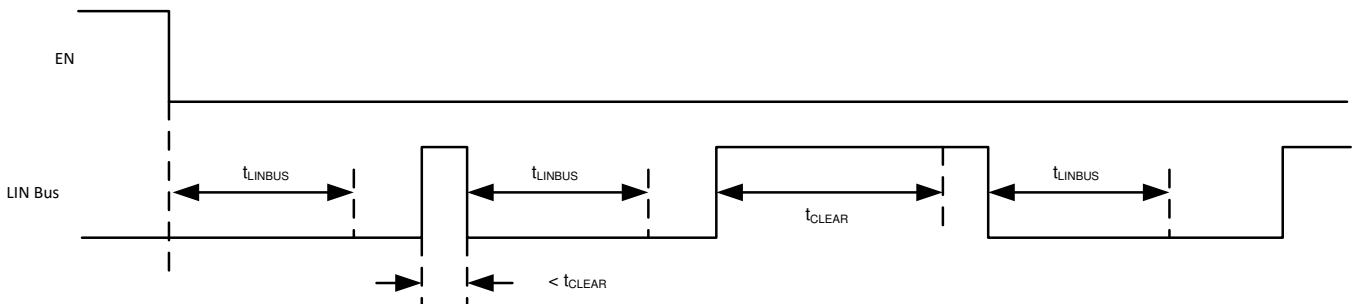 EN
LIN Bus
tLINBUS
tLINBUS
tCLEAR
tLINBUS
< tCLEAR